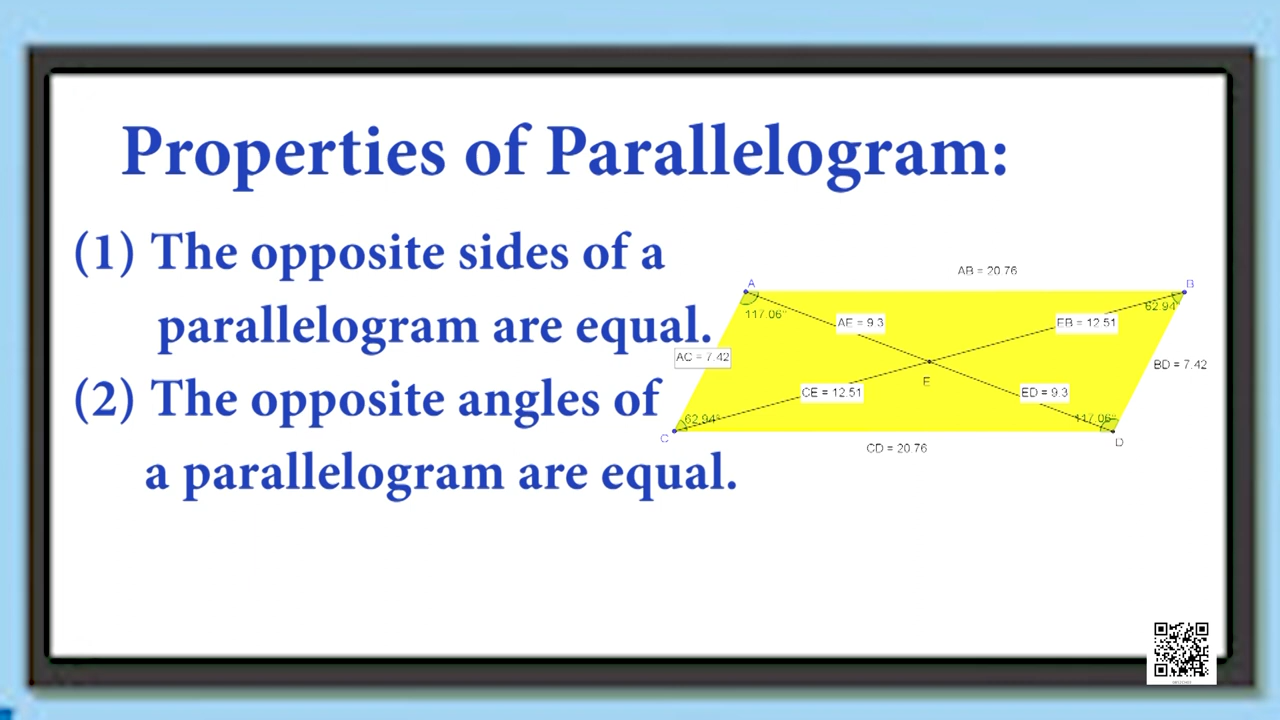 Properties of Parallelogram:
(1) The opposite sides of a
parallelogram are equal.
(2) The opposite angles of
a parallelogram are equal.
AB = 20.76
A
B
117.06°
62.94°
AE = 9.3
EB = 12.51
AC = 7.42
BD = 7.42
E
CE = 12.51
ED = 9.3
62.94°
117.06°
C
D
CD = 20.76